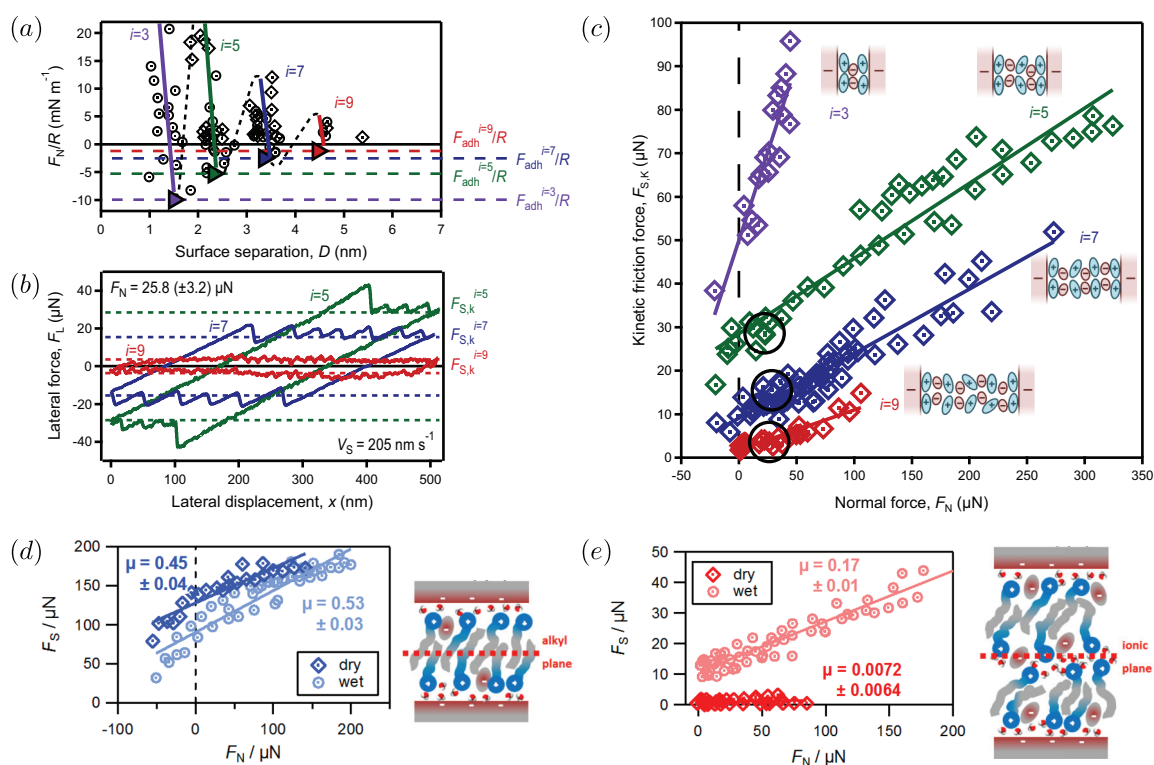 (a)
20
15
10
5
0
-5
-10
F_N/R (mN m⁻¹)
i=3
i=5
i=7
i=9
F_adh^{i=9}/R
F_adh^{i=7}/R
F_adh^{i=5}/R
F_adh^{i=3}/R
0 1 2 3 4 5 6 7
Surface separation, D (nm)
(b)
F_N = 25.8 (±3.2) μN
40
20
0
-20
-40
Lateral force, F_L (μN)
i=5
i=7
i=9
F_{S,k}^{i=5}
F_{S,k}^{i=7}
F_{S,k}^{i=9}
V_S = 205 nm s⁻¹
0 100 200 300 400 500
Lateral displacement, x (nm)
(c)
100
90
80
70
60
50
40
30
20
10
0
Kinetic friction force, F_{S,K} (μN)
i=3
i=5
i=7
i=9
-50 0 50 100 150 200 250 300 350
Normal force, F_N (μN)
(d)
200
150
100
50
0
F_S / μN
μ = 0.45
± 0.04
μ = 0.53
± 0.03
dry
wet
-100 0 100 200
F_N / μN
alkyl
plane
(e)
50
40
30
20
10
0
F_S / μN
dry
wet
μ = 0.17
± 0.01
μ = 0.0072
± 0.0064
0 50 100 150 200
F_N / μN
ionic
plane